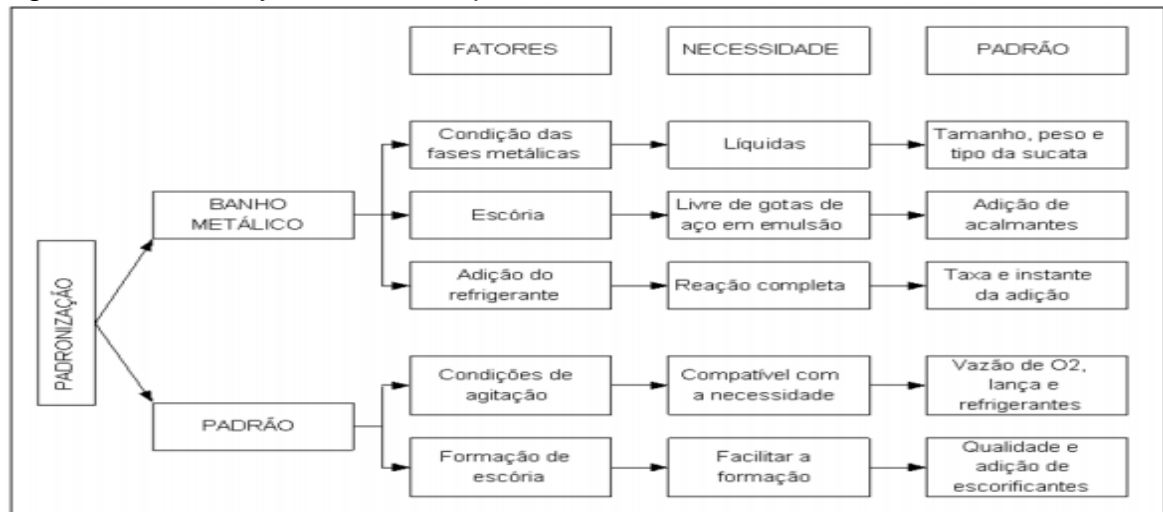 FATORES
NECESSIDADE
PADRÃO
Condição das
fases metálicas
Líquidas
Tamanho, peso e
tipo da sucata
BANHO
METÁLICO
Escória
Livre de gotas de
aço em emulsão
Adição de
acalmantes
Adição do
refrigerante
Reação completa
Taxa e instante
da adição
PADRONIZAÇÃO
Condições de
agitação
Compatível com
a necessidade
Vazão de O2,
lança e
refrigerantes
PADRÃO
Formação de
escória
Facilitar a
formação
Qualidade e
adição de
escorificantes